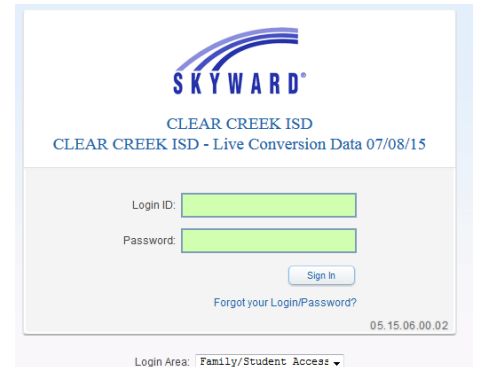 SKYWARD®
CLEAR CREEK ISD
CLEAR CREEK ISD - Live Conversion Data 07/08/15
Login ID:
Password:
Sign In
Forgot your Login/Password?
05.15.06.00.02
Login Area: Family/Student Access